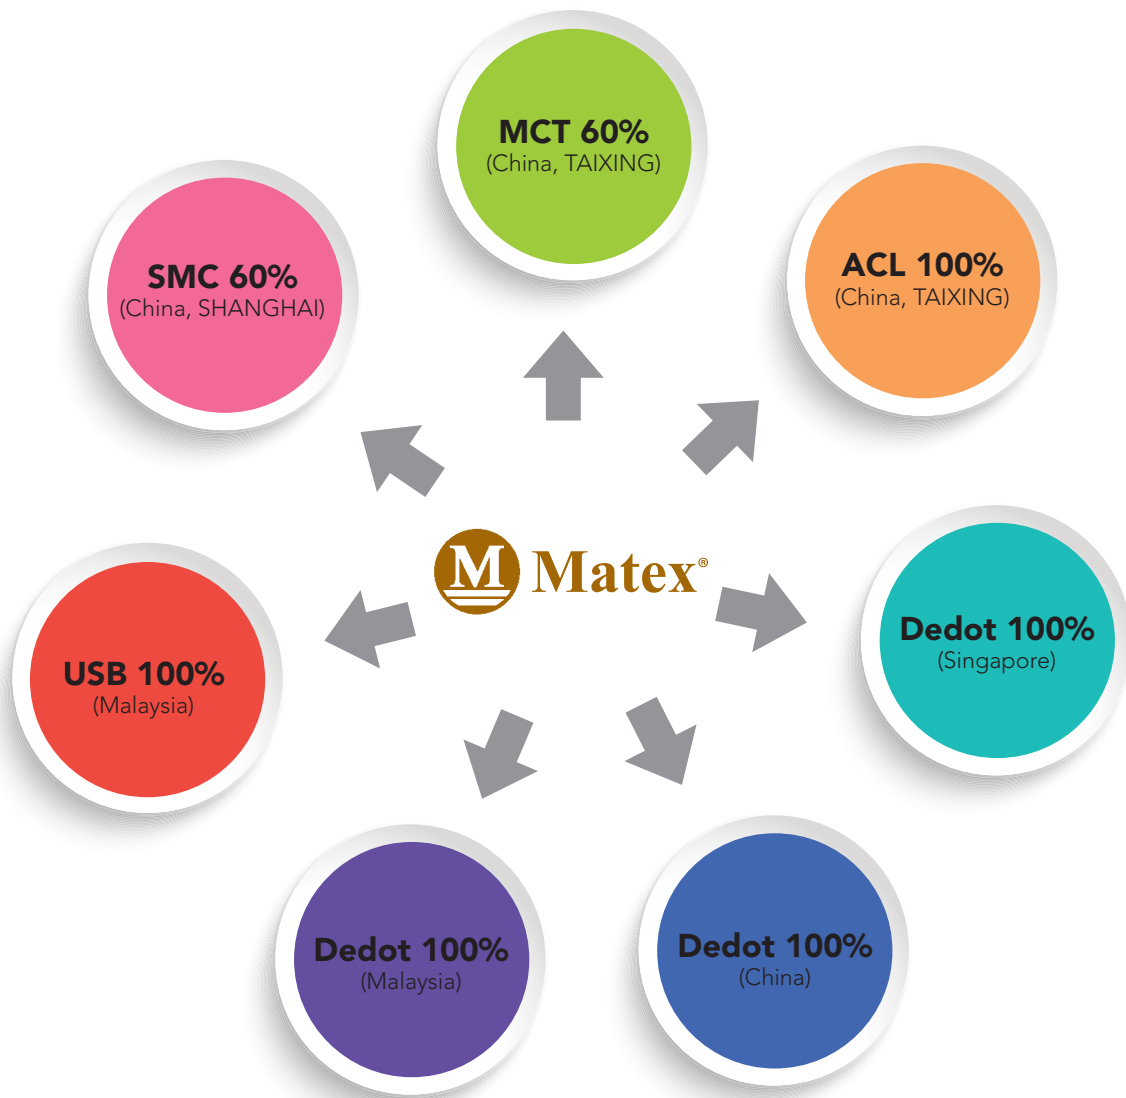 MCT 60%
(China, TAIXING)
ACL 100%
(China, TAIXING)
SMC 60%
(China, SHANGHAI)
M Matex®
Dedot 100%
(Singapore)
USB 100%
(Malaysia)
Dedot 100%
(Malaysia)
Dedot 100%
(China)